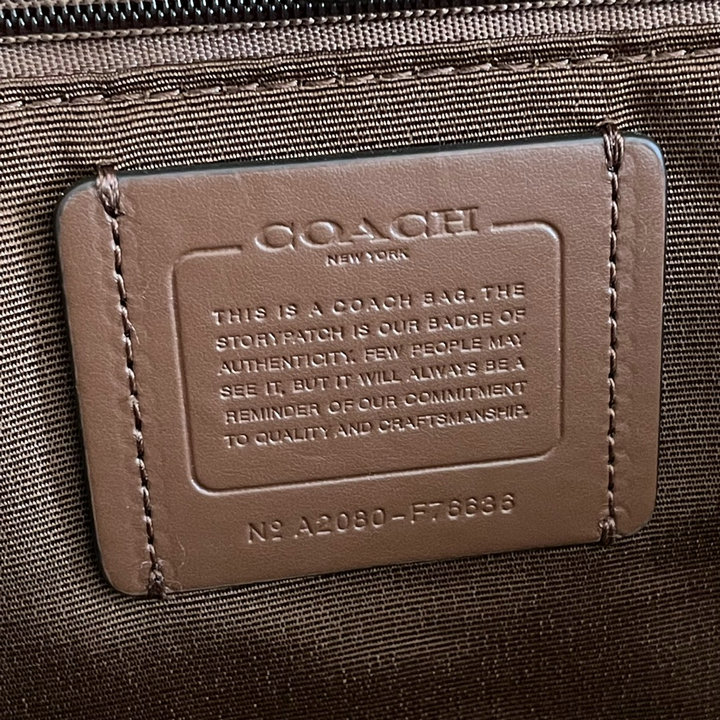 COACH
NEW YORK
THIS IS A COACH BAG. THE
STORYPATCH IS OUR BADGE OF
AUTHENTICITY. FEW PEOPLE MAY
SEE IT, BUT IT WILL ALWAYS BE A
REMINDER OF OUR COMMITMENT
TO QUALITY AND CRAFTSMANSHIP.
Nº A2080-F76636